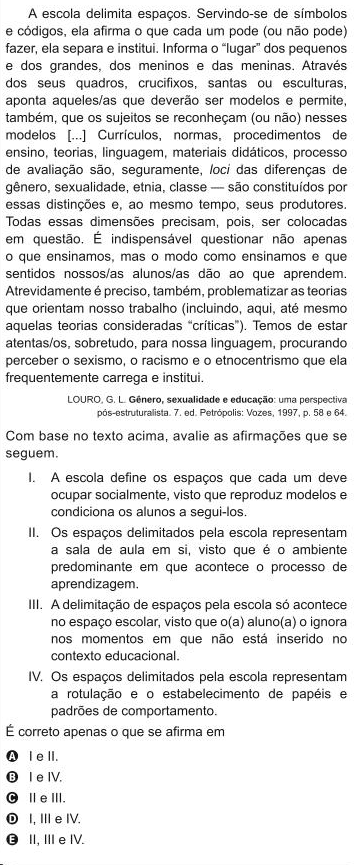 A escola delimita espaços. Servindo-se de símbolos
e códigos, ela afirma o que cada um pode (ou não pode)
fazer, ela separa e institui. Informa o “lugar” dos pequenos
e dos grandes, dos meninos e das meninas. Através
dos seus quadros, crucifixos, santas ou esculturas,
aponta aqueles/as que deverão ser modelos e permite,
também, que os sujeitos se reconheçam (ou não) nesses
modelos [...] Currículos, normas, procedimentos de
ensino, teorias, linguagem, materiais didáticos, processo
de avaliação são, seguramente, loci das diferenças de
gênero, sexualidade, etnia, classe — são constituídos por
essas distinções e, ao mesmo tempo, seus produtores.
Todas essas dimensões precisam, pois, ser colocadas
em questão. É indispensável questionar não apenas
o que ensinamos, mas o modo como ensinamos e que
sentidos nossos/as alunos/as dão ao que aprendem.
Atrevidamente é preciso, também, problematizar as teorias
que orientam nosso trabalho (incluindo, aqui, até mesmo
aquelas teorias consideradas “críticas”). Temos de estar
atentas/os, sobretudo, para nossa linguagem, procurando
perceber o sexismo, o racismo e o etnocentrismo que ela
frequentemente carrega e institui.
LOURO, G. L. Gênero, sexualidade e educação: uma perspectiva
pós-estruturalista. 7. ed. Petrópolis: Vozes, 1997, p. 58 e 64.
Com base no texto acima, avalie as afirmações que se
seguem.
I. A escola define os espaços que cada um deve
ocupar socialmente, visto que reproduz modelos e
condiciona os alunos a segui-los.
II. Os espaços delimitados pela escola representam
a sala de aula em si, visto que é o ambiente
predominante em que acontece o processo de
aprendizagem.
III. A delimitação de espaços pela escola só acontece
no espaço escolar, visto que o(a) aluno(a) o ignora
nos momentos em que não está inserido no
contexto educacional.
IV. Os espaços delimitados pela escola representam
a rotulação e o estabelecimento de papéis e
padrões de comportamento.
É correto apenas o que se afirma em
A I e II.
B I e IV.
C II e III.
D I, III e IV.
E II, III e IV.